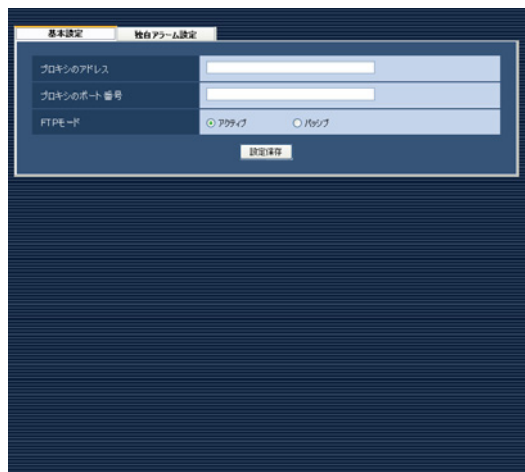 基本設定 独自アラーム設定
プロキシのアドレス
プロキシのポート番号
FTPモード アクティブ パッシブ
設定保存